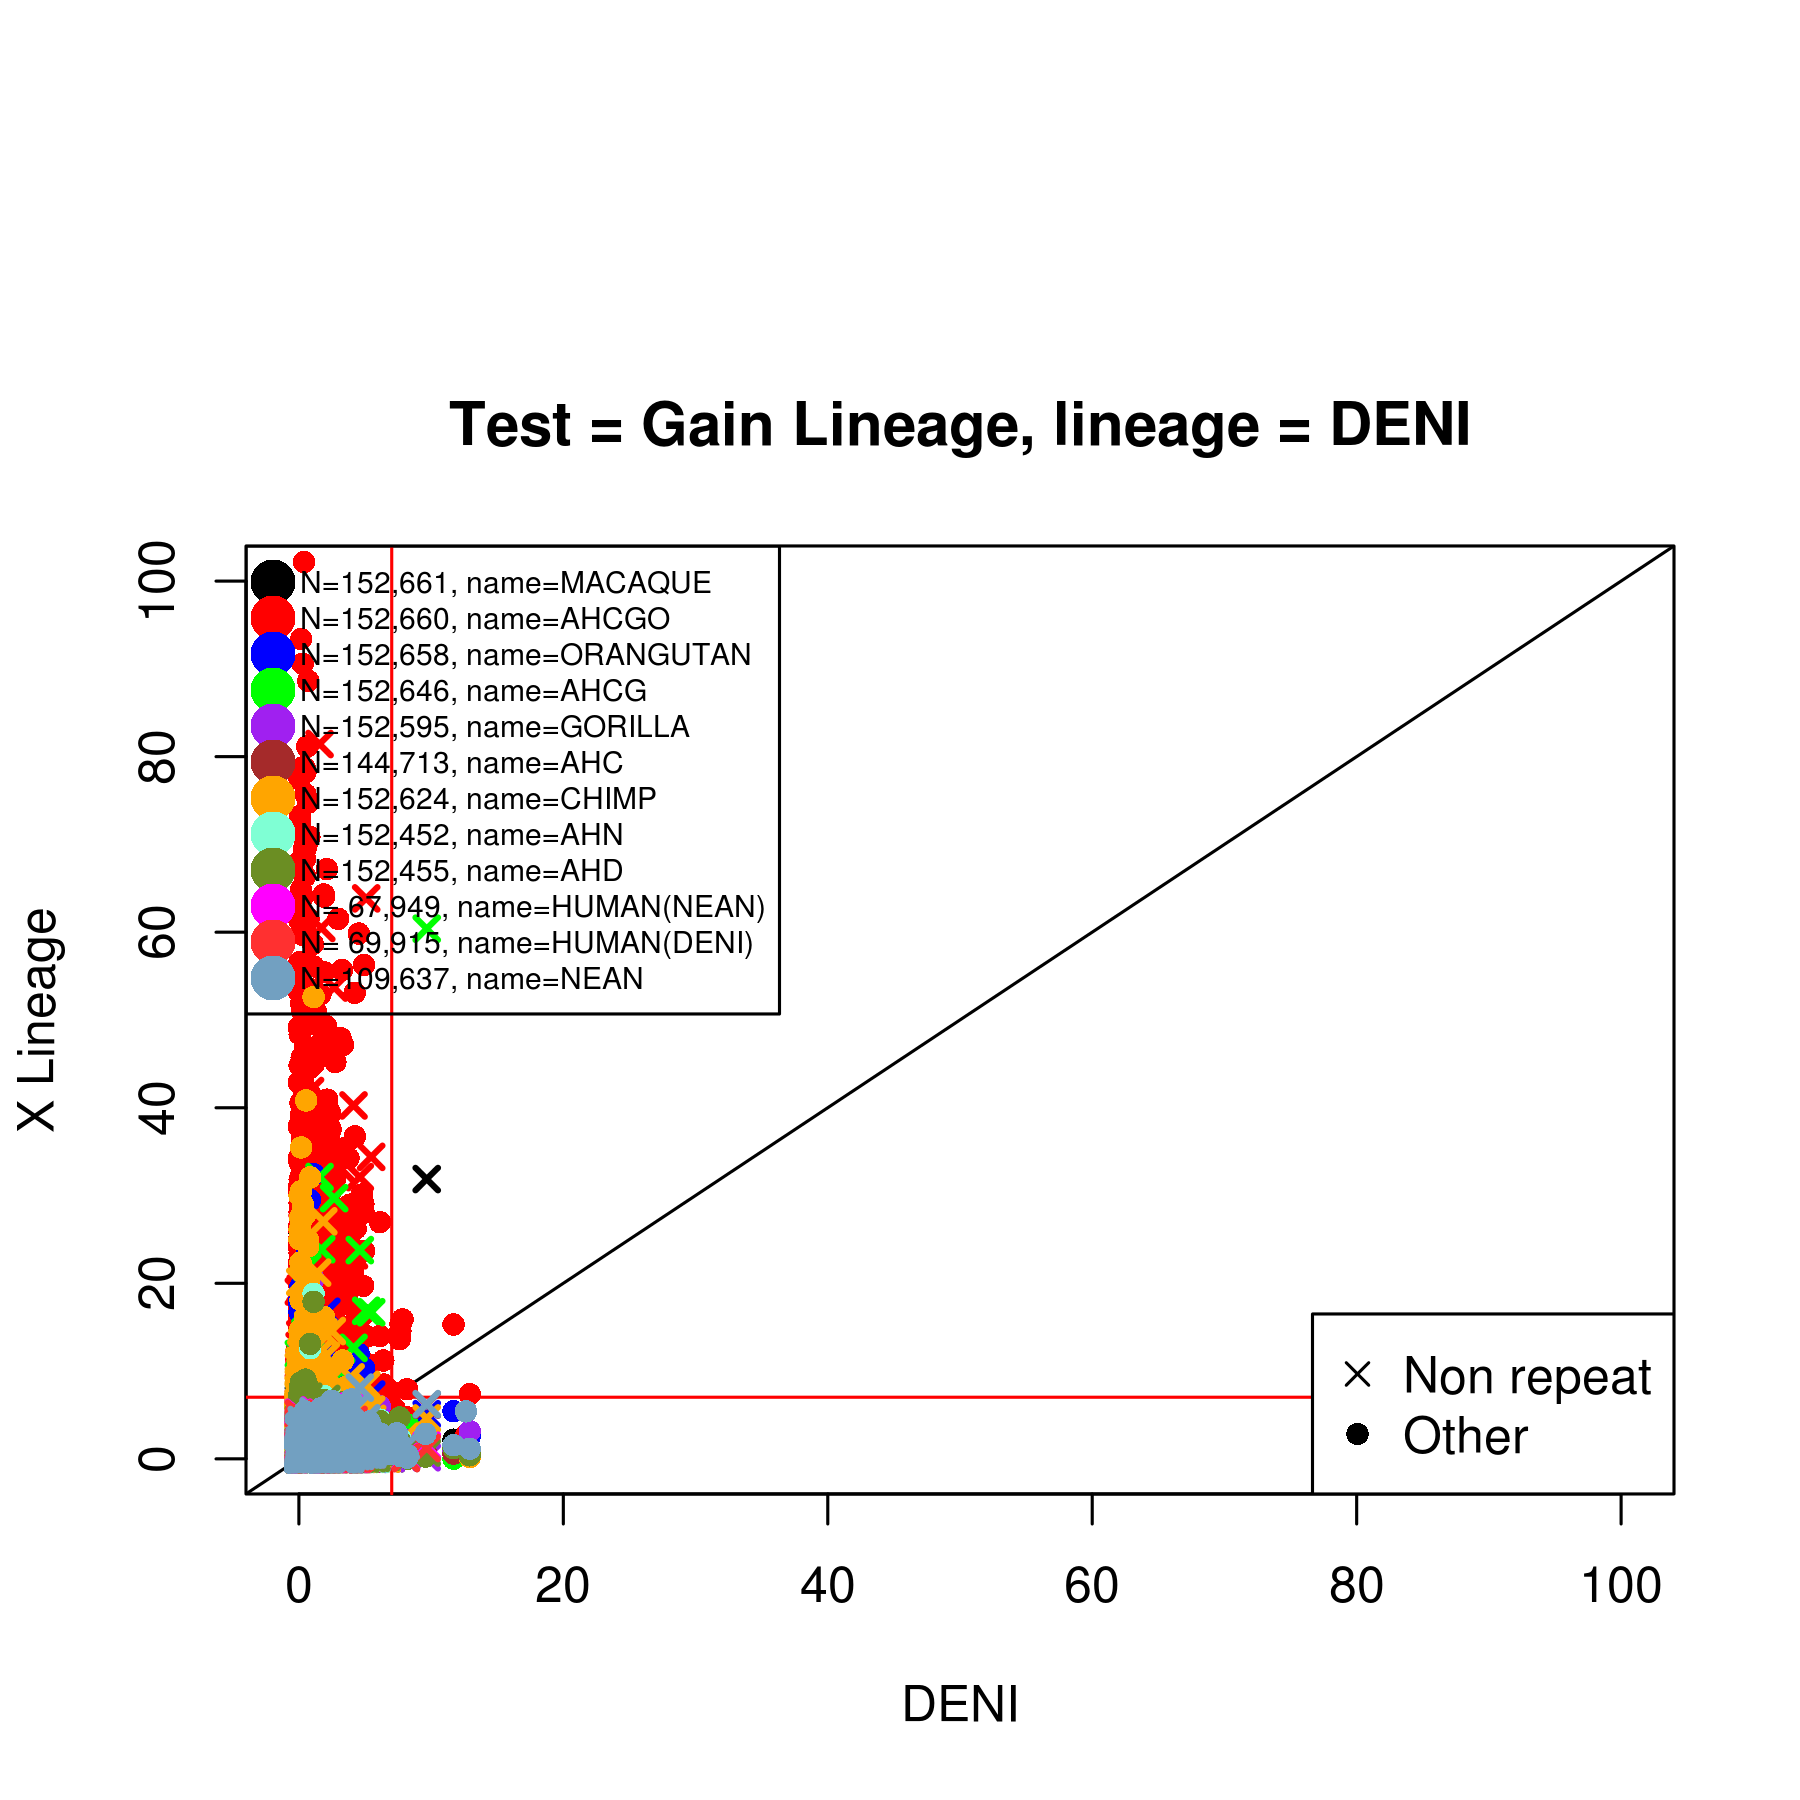 Test = Gain Lineage, lineage = DENI
100
80
60
40
20
0
X Lineage
N=152,661, name=MACAQUE
N=152,660, name=AHCGO
N=152,658, name=ORANGUTAN
N=152,646, name=AHCG
N=152,595, name=GORILLA
N=144,713, name=AHC
N=152,624, name=CHIMP
N=152,452, name=AHN
N=152,455, name=AHD
N= 67,949, name=HUMAN(NEAN)
N= 69,915, name=HUMAN(DENI)
N=109,637, name=NEAN
Non repeat
Other
0 20 40 60 80 100
DENI